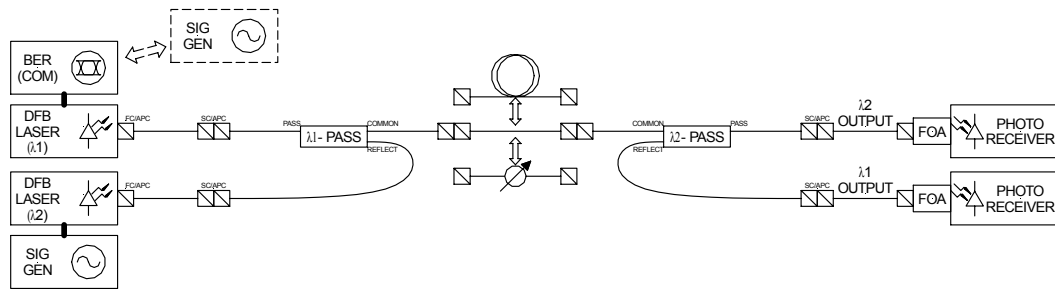 SIG
GEN
BER
(COM)
DFB
LASER
(λ1)
FC/APC
SC/APC
PASS
λ1- PASS
COMMON
REFLECT
COMMON
REFLECT
λ2- PASS
PASS
SC/APC
λ2
OUTPUT
FOA
PHOTO
RECEIVER
DFB
LASER
(λ2)
FC/APC
SC/APC
SC/APC
λ1
OUTPUT
FOA
PHOTO
RECEIVER
SIG
GEN